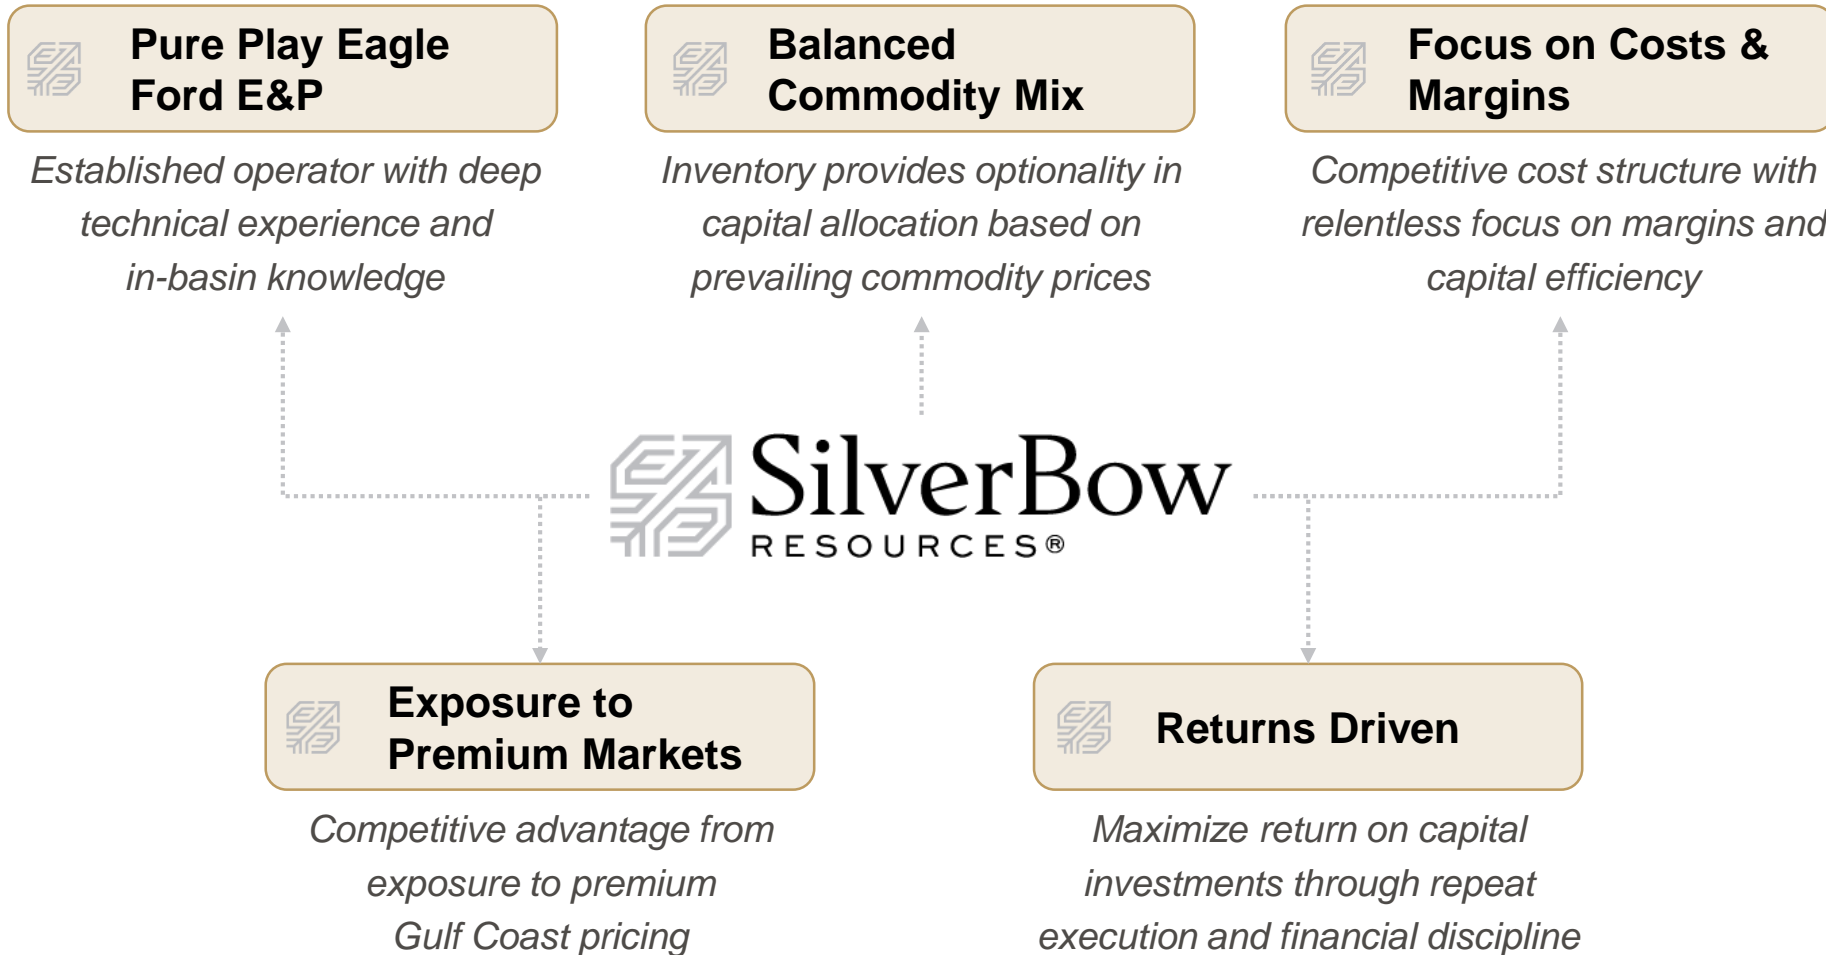 Pure Play Eagle
Ford E&P
Established operator with deep
technical experience and
in-basin knowledge
Balanced
Commodity Mix
Inventory provides optionality in
capital allocation based on
prevailing commodity prices
Focus on Costs &
Margins
Competitive cost structure with
relentless focus on margins and
capital efficiency
SilverBow
RESOURCES®
Exposure to
Premium Markets
Competitive advantage from
exposure to premium
Gulf Coast pricing
Returns Driven
Maximize return on capital
investments through repeat
execution and financial discipline